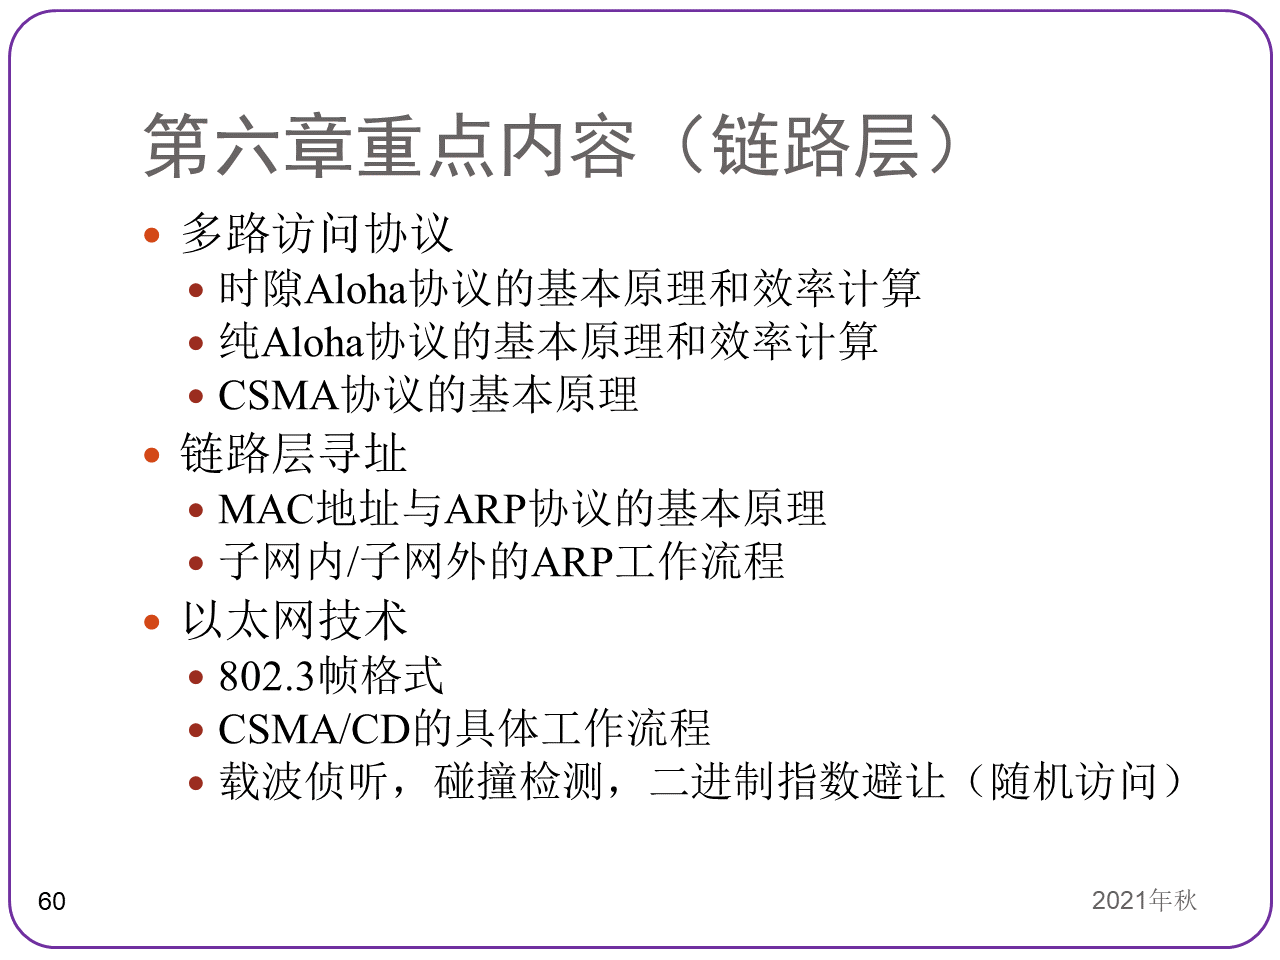 第六章重点内容（链路层）
多路访问协议
时隙Aloha协议的基本原理和效率计算
纯Aloha协议的基本原理和效率计算
CSMA协议的基本原理
链路层寻址
MAC地址与ARP协议的基本原理
子网内/子网外的ARP工作流程
以太网技术
802.3帧格式
CSMA/CD的具体工作流程
载波侦听，碰撞检测，二进制指数避让（随机访问）
60
2021年秋